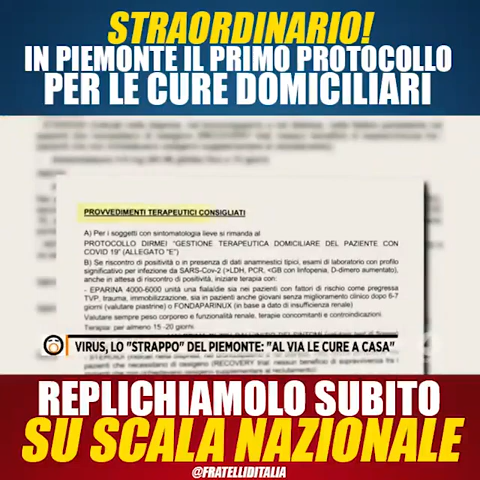 STRAORDINARIO!
IN PIEMONTE IL PRIMO PROTOCOLLO
PER LE CURE DOMICILIARI
PROVVEDIMENTI TERAPEUTICI CONSIGLIATI
A) Per i soggetti con sintomatologia lieve si rimanda al
PROTOCOLLO DIRMEI "GESTIONE TERAPEUTICA DOMICILIARE DEL PAZIENTE CON
COVID 19" (ALLEGATO "E")
B) Se riscontro di positività o in presenza di dati anamnestici tipici, esami di laboratorio con profilo
significativo per infezione da SARS-Cov-2 (>LDH, PCR, <GB con linfopenia, D-dimero aumentato),
anche in attesa di riscontro di positività, iniziare terapia con:
- EPARINA 4000-6000 unità una fiala/die sia nei pazienti con fattori di rischio come pregressa
TVP, trauma, immobilizzazione, sia in pazienti anche giovani senza miglioramento clinico dopo 6-7
giorni (valutare piastrine) o FONDAPARINUX (in base a dato di insufficienza renale)
Valutare sempre peso corporeo e funzionale renale, terapie concomitanti e controindicazioni
Terapia per almeno 15 -20 giorni
VIRUS, LO "STRAPPO" DEL PIEMONTE: "AL VIA LE CURE A CASA"
REPLICHIAMOLO SUBITO
SU SCALA NAZIONALE
@FRATELLIDITALIA